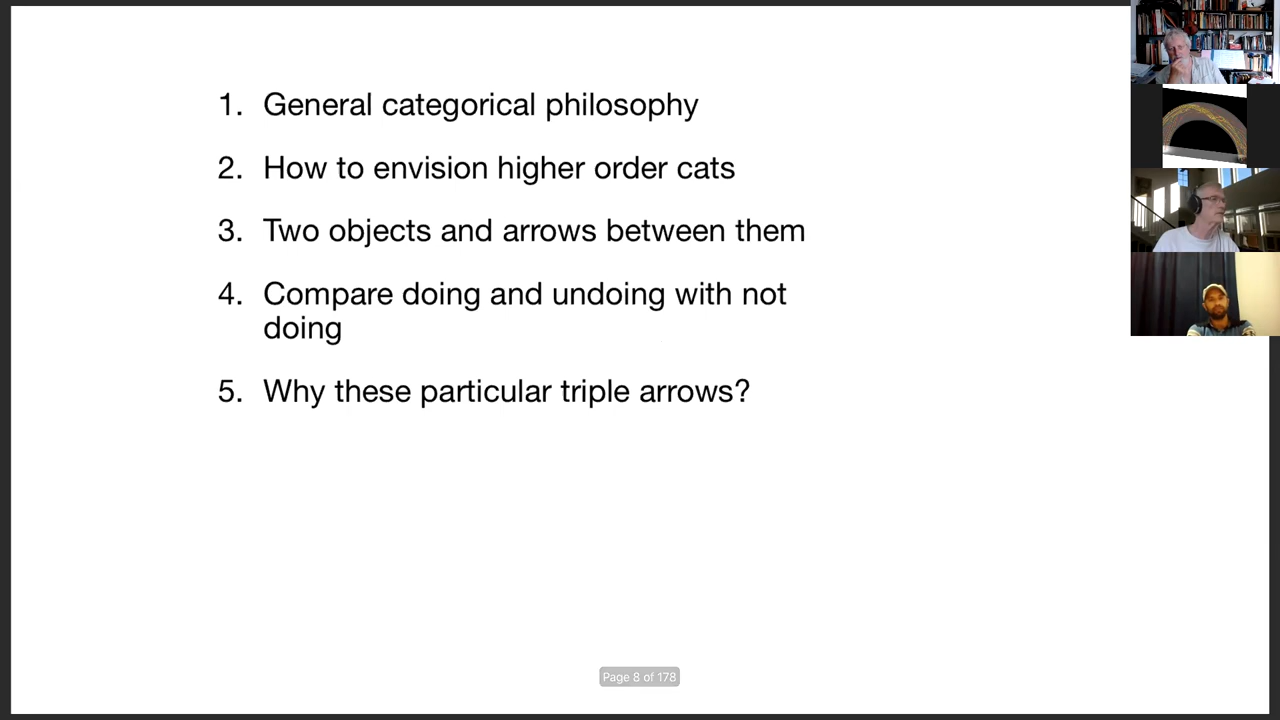 1. General categorical philosophy
2. How to envision higher order cats
3. Two objects and arrows between them
4. Compare doing and undoing with not
doing
5. Why these particular triple arrows?
Page 8 of 178